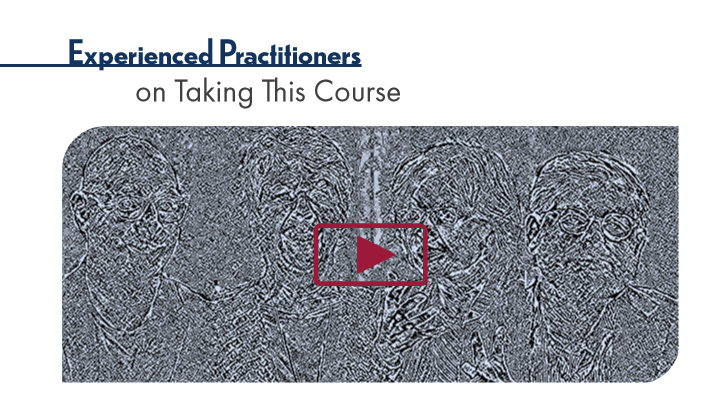 Experienced Practitioners
on Taking This Course